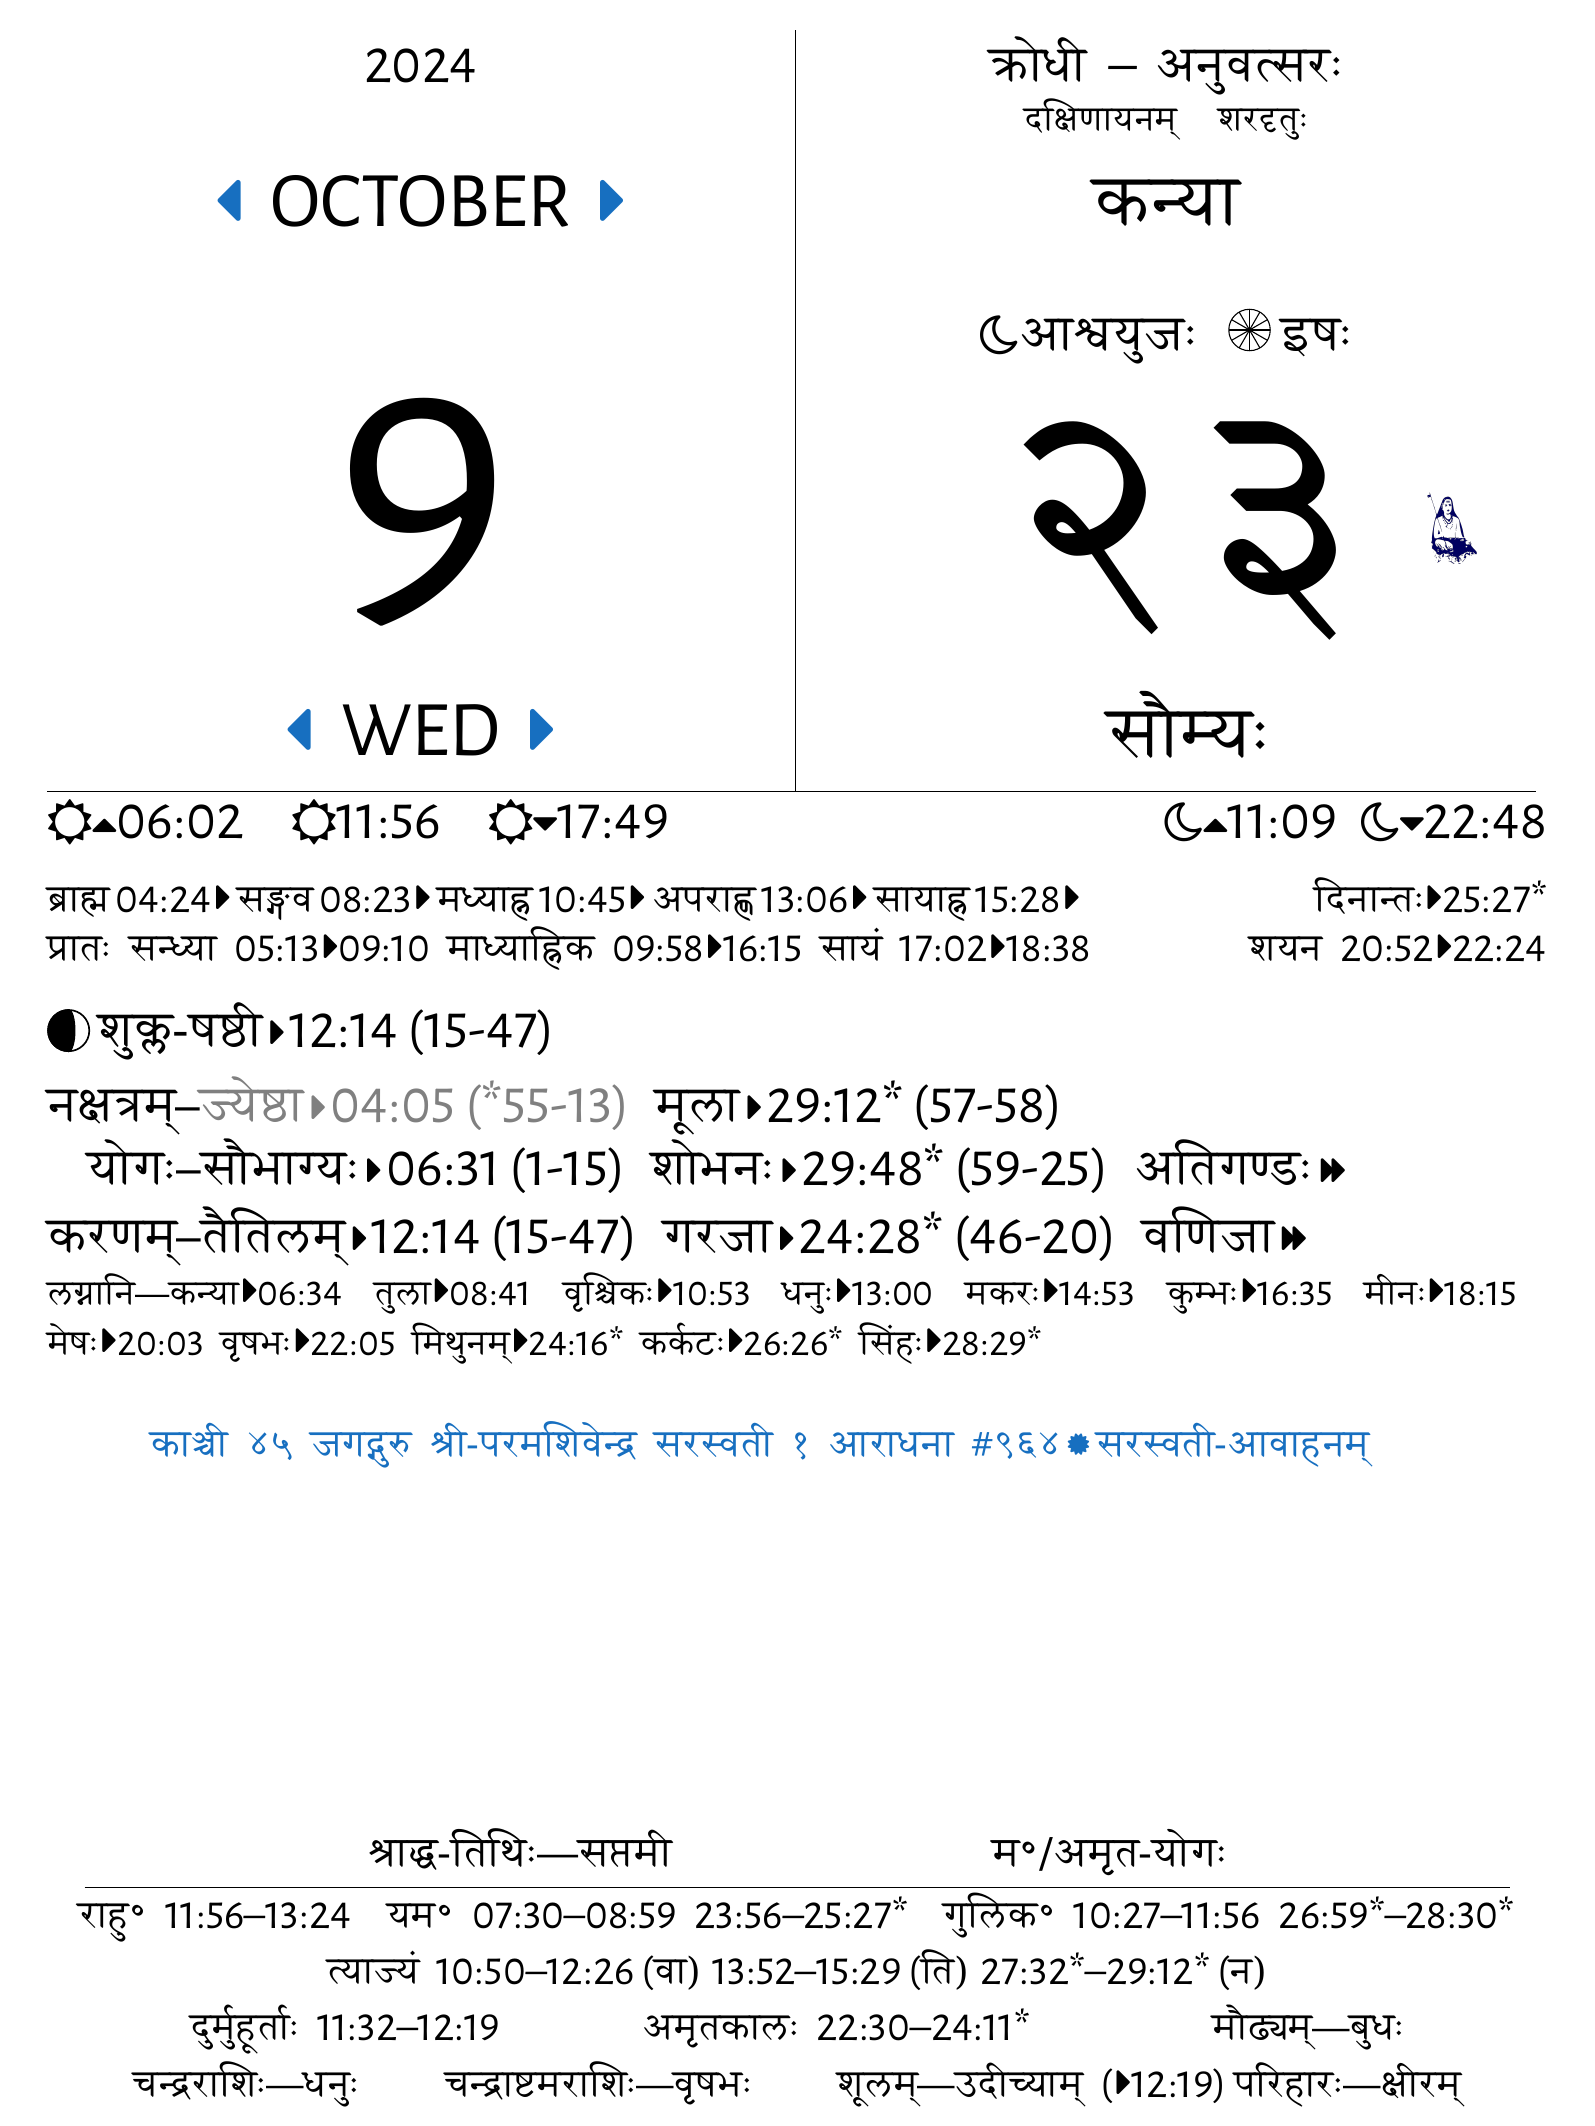 2024
OCTOBER
9
WED
क्रोधी – अनुवत्सरः
दक्षिणायनम् शरदृतुः
कन्या
आश्वयुजः इषः
२३
सौम्यः
06:02 11:56 17:49 11:09 22:48
ब्राह्म 04:24 सङ्गव 08:23 मध्याह्न 10:45 अपराह्ण 13:06 सायाह्न 15:28 दिनान्तः 25:27*
प्रातः सन्ध्या 05:13 09:10 माध्याह्निक 09:58 16:15 सायं 17:02 18:38 शयन 20:52 22:24
शुक्ल-षष्ठी 12:14 (15-47)
नक्षत्रम्–ज्येष्ठा 04:05 (*55-13) मूला 29:12* (57-58)
योगः–सौभाग्यः 06:31 (1-15) शोभनः 29:48* (59-25) अतिगण्डः
करणम्–तैतिलम् 12:14 (15-47) गरजा 24:28* (46-20) वणिजा
लग्नानि—कन्या 06:34 तुला 08:41 वृश्चिकः 10:53 धनुः 13:00 मकरः 14:53 कुम्भः 16:35 मीनः 18:15
मेषः 20:03 वृषभः 22:05 मिथुनम् 24:16* कर्कटः 26:26* सिंहः 28:29*
काञ्ची ४५ जगद्गुरु श्री-परमशिवेन्द्र सरस्वती १ आराधना #९६४ सरस्वती-आवाहनम्
श्राद्ध-तिथिः—सप्तमी म॰/अमृत-योगः
राहु॰ 11:56–13:24 यम॰ 07:30–08:59 23:56–25:27* गुलिक॰ 10:27–11:56 26:59*–28:30*
त्याज्यं 10:50–12:26 (वा) 13:52–15:29 (ति) 27:32*–29:12* (न)
दुर्मुहूर्ताः 11:32–12:19 अमृतकालः 22:30–24:11* मौढ्यम्—बुधः
चन्द्रराशिः—धनुः चन्द्राष्टमराशिः—वृषभः शूलम्—उदीच्याम् (12:19) परिहारः—क्षीरम्